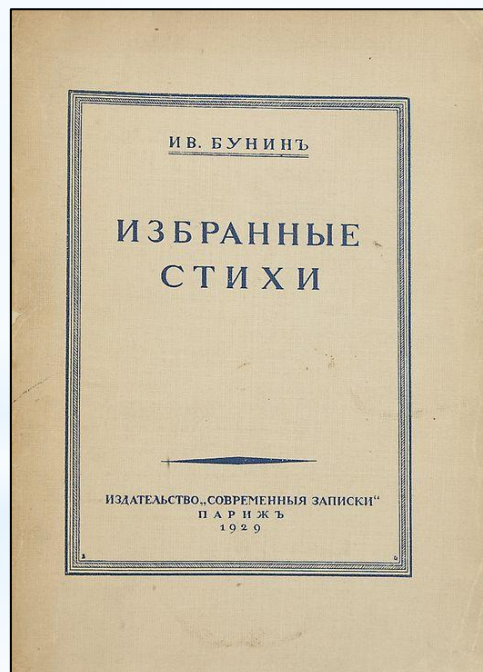 ИВ. БУНИНЪ
ИЗБРАННЫЕ
СТИХИ
ИЗДАТЕЛЬСТВО „СОВРЕМЕННЫЯ ЗАПИСКИ“
ПАРИЖЪ
1929